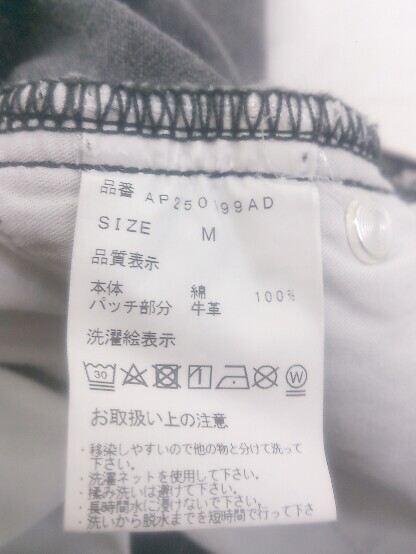 品番 AP250 99AD
SIZE M
品質表示
本体 綿 100%
パッチ部分 牛革
洗濯絵表示
30 W
お取扱い上の注意
・移染しやすいので他の物と分けて洗って
下さい。
・洗濯ネットを使用して下さい。
・揉み洗いは避けて下さい。
・長時間水に浸けないで下さい。
・洗いから脱水までを短時間で行って下さ